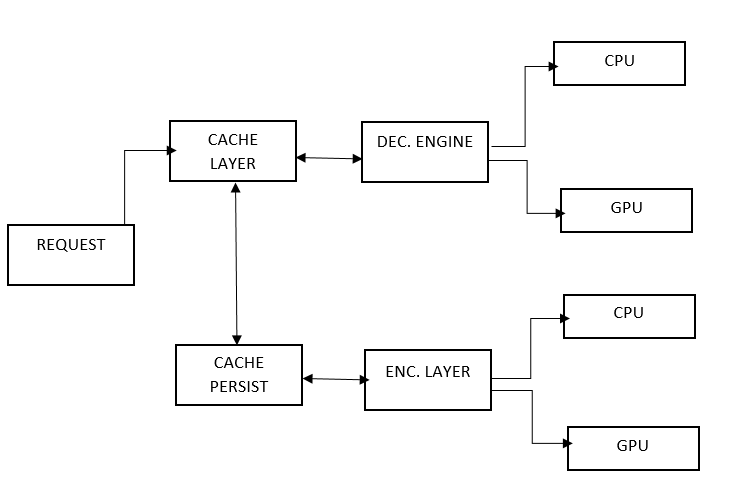 CPU
CACHE
LAYER
DEC. ENGINE
GPU
REQUEST
CPU
CACHE
PERSIST
ENC. LAYER
GPU